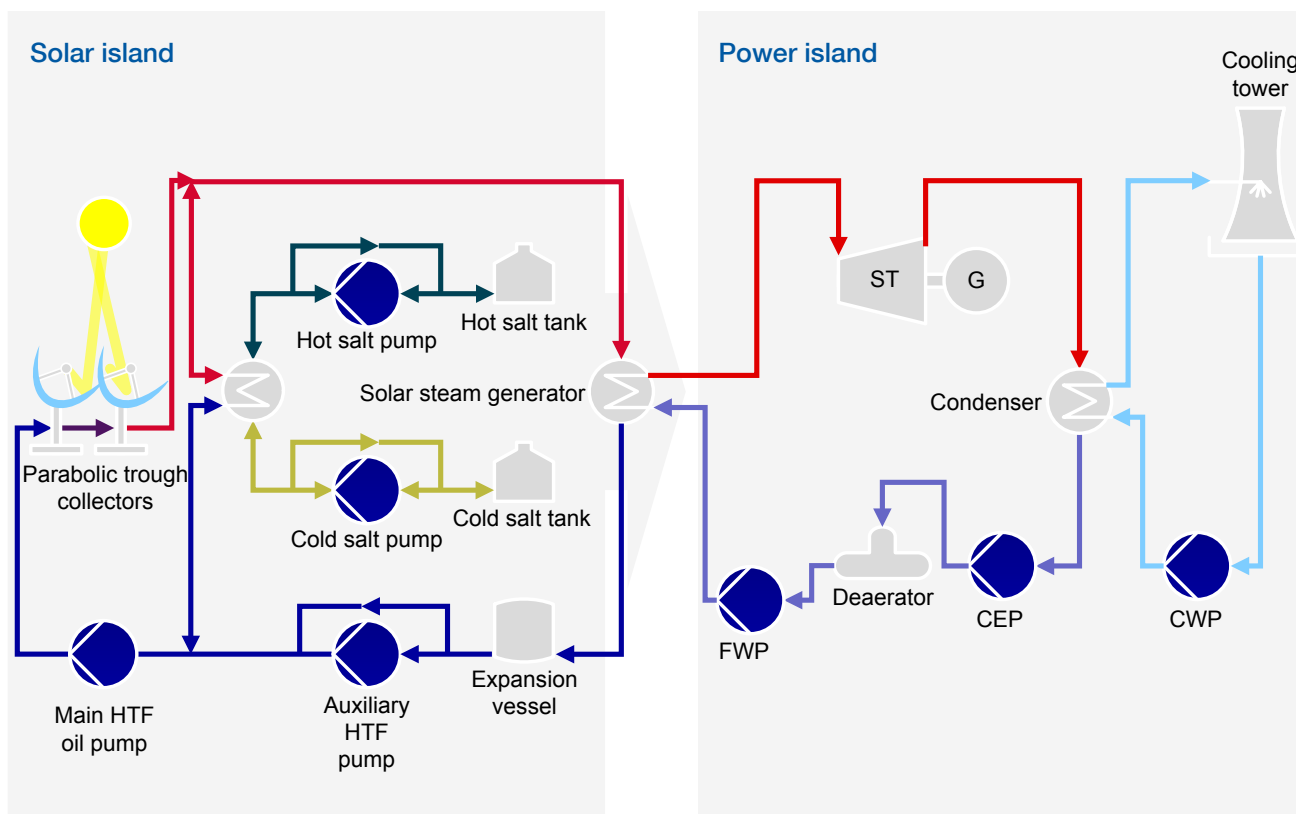 Solar island
Power island
Cooling
tower
Hot salt pump
Hot salt tank
ST
G
Solar steam generator
Condenser
Parabolic trough
collectors
Cold salt pump
Cold salt tank
Deaerator
CEP
CWP
FWP
Main HTF
oil pump
Auxiliary
HTF
pump
Expansion
vessel